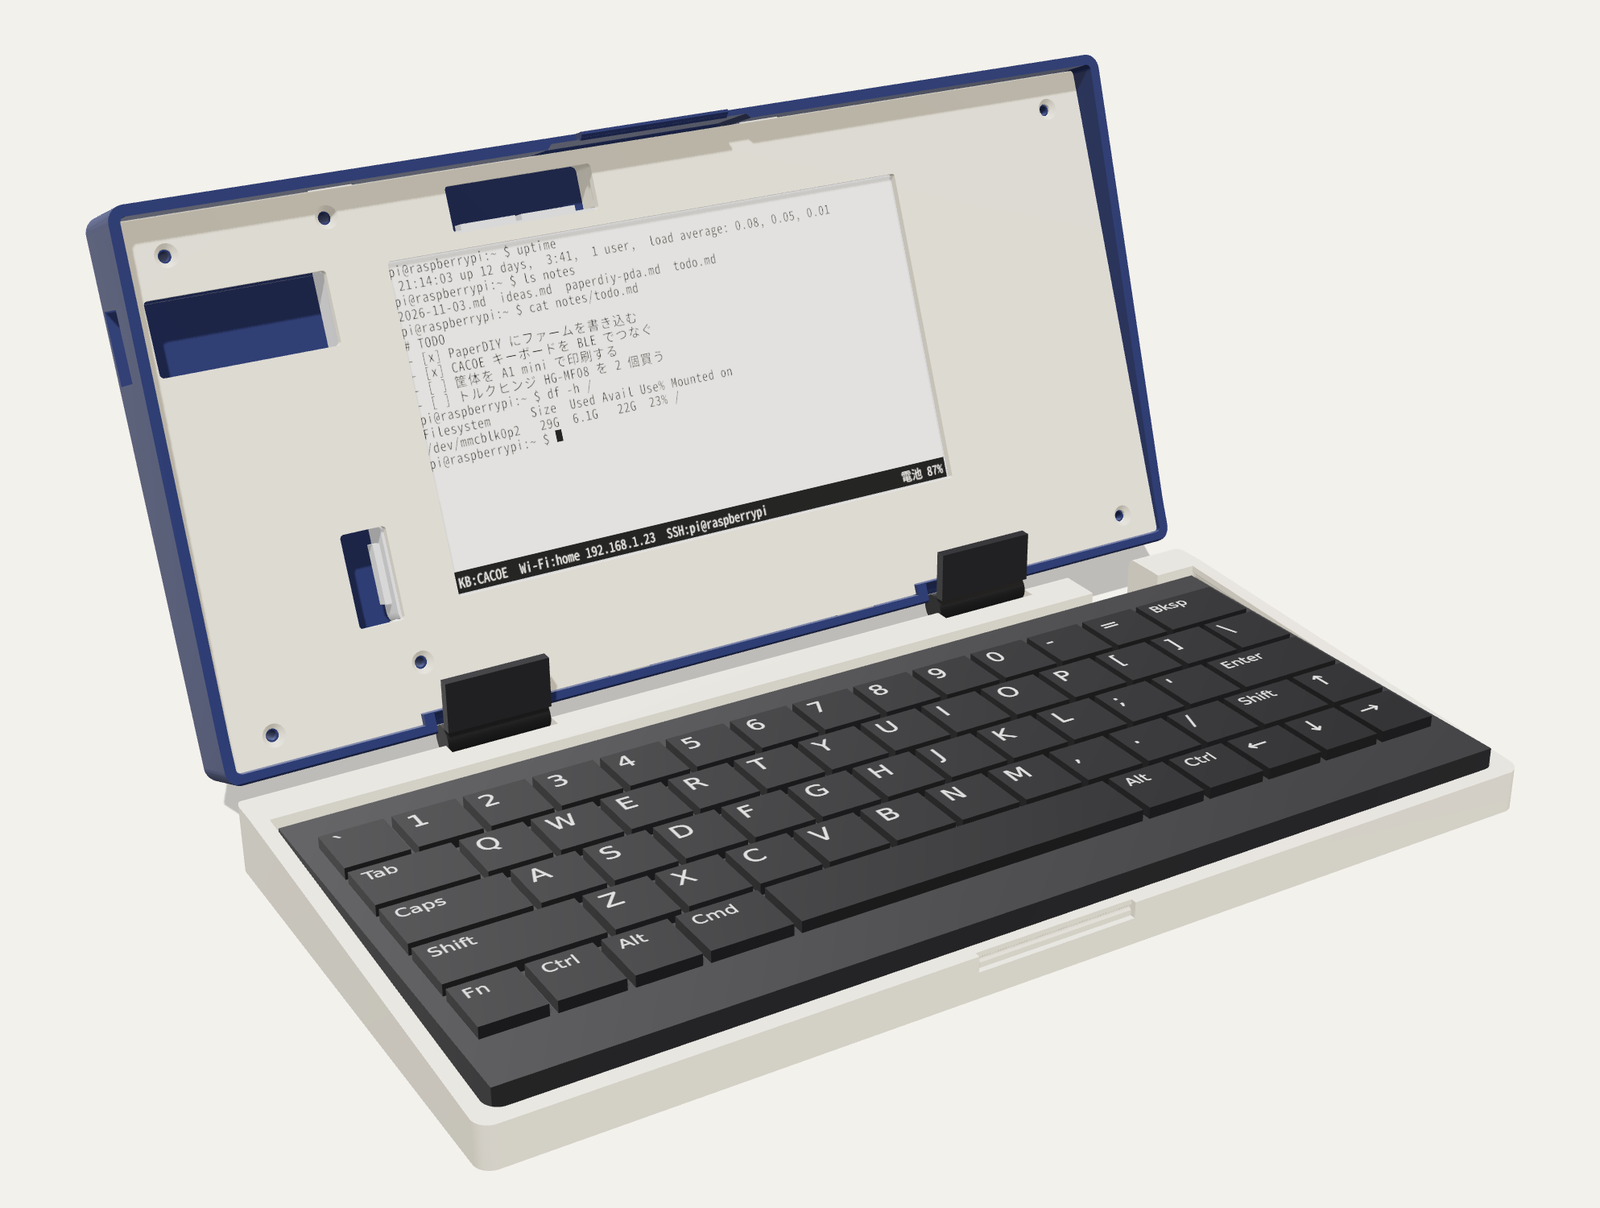 pi@raspberrypi:~ $ uptime
21:14:03 up 12 days,  3:41,  1 user,  load average: 0.08, 0.05, 0.01
pi@raspberrypi:~ $ ls notes
2026-11-03.md  ideas.md  paperdiy-pda.md  todo.md
pi@raspberrypi:~ $ cat notes/todo.md
# TODO
- [x] PaperDIY にファームを書き込む
- [x] CACOE キーボードを BLE でつなぐ
- [ ] 筐体を A1 mini で印刷する
- [ ] トルクヒンジ HG-MF08 を 2 個買う
pi@raspberrypi:~ $ df -h /
Filesystem      Size  Used Avail Use% Mounted on
/dev/mmcblk0p2   29G  6.1G   22G  23% /
pi@raspberrypi:~ $
KB:CACOE  Wi-Fi:home 192.168.1.23  SSH:pi@raspberrypi 電池 87%
` 1 2 3 4 5 6 7 8 9 0 - = Bksp
Tab Q W E R T Y U I O P [ ] \
Caps A S D F G H J K L ; ' Enter
Shift Z X C V B N M , . / Shift ↑
Fn Ctrl Alt Cmd Alt Ctrl ← ↓ →